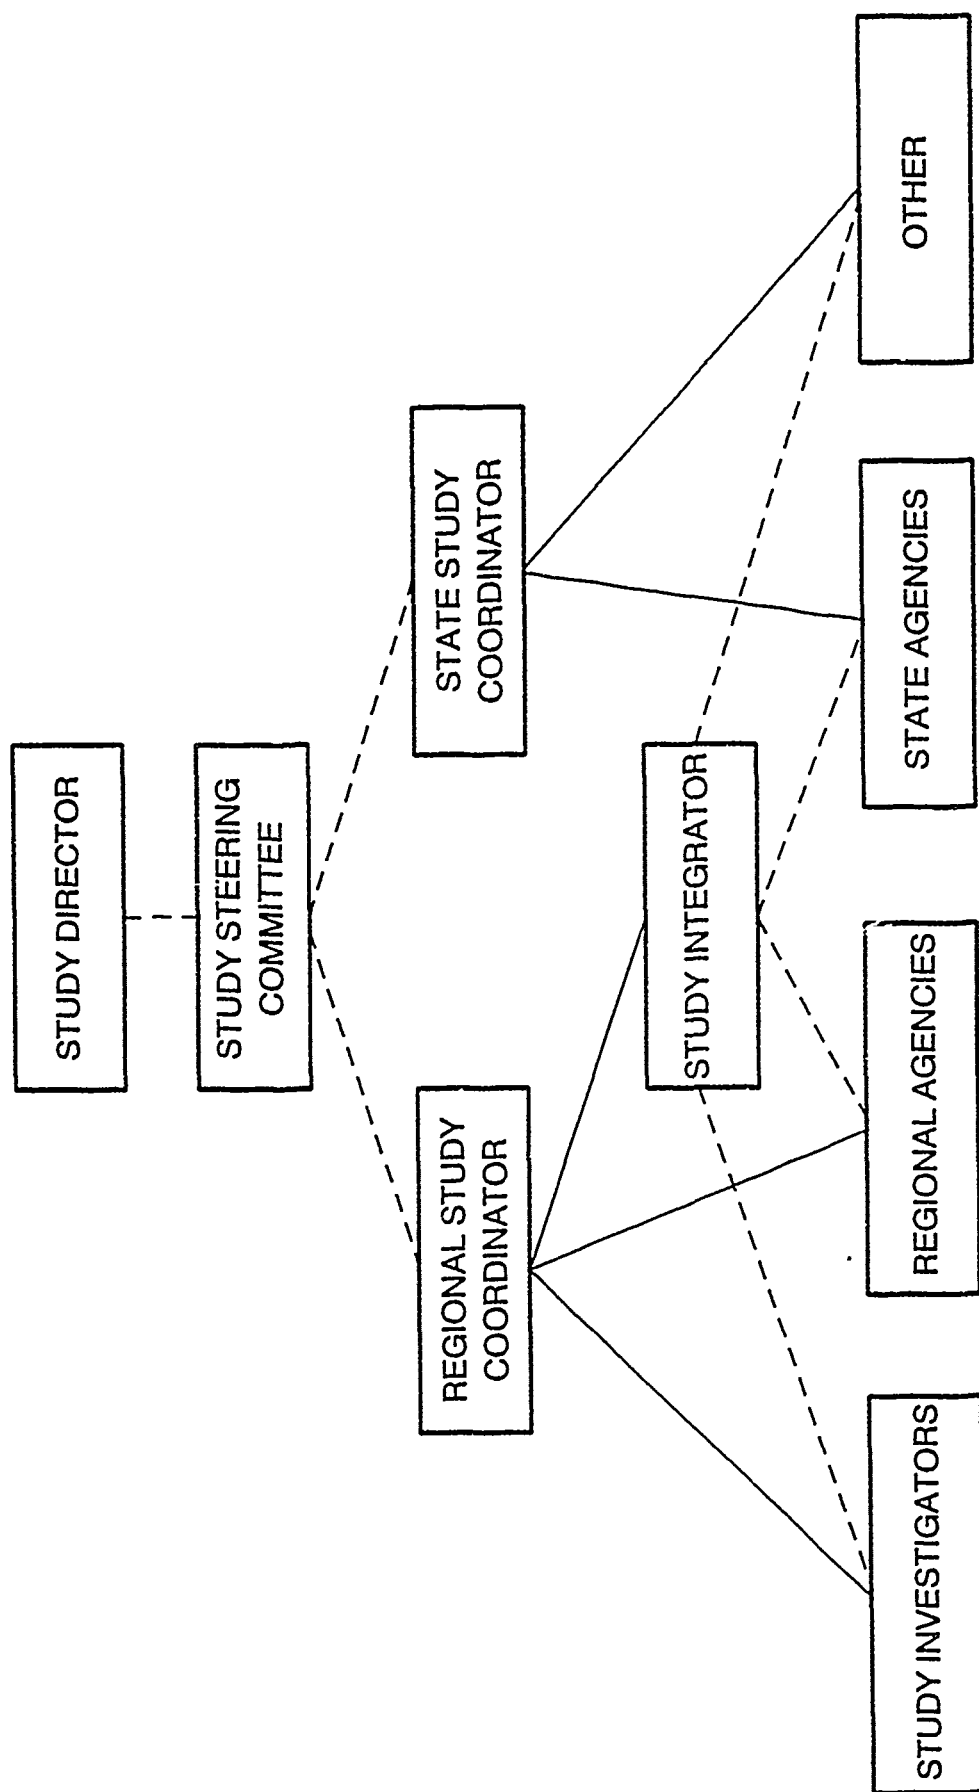 STUDY DIRECTOR
STUDY STEERING
COMMITTEE
REGIONAL STUDY
COORDINATOR
STATE STUDY
COORDINATOR
STUDY INTEGRATOR
STUDY INVESTIGATORS
REGIONAL AGENCIES
STATE AGENCIES
OTHER